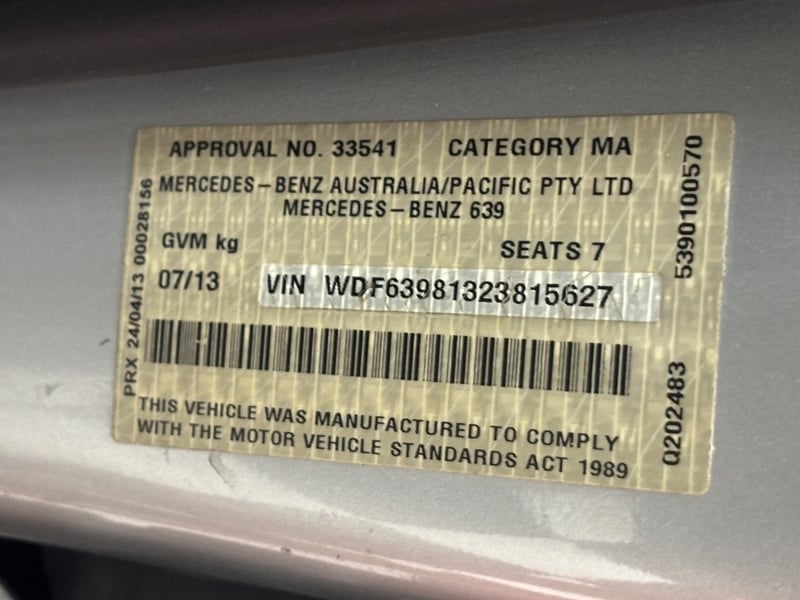 APPROVAL NO. 33541 CATEGORY MA
MERCEDES-BENZ AUSTRALIA/PACIFIC PTY LTD
MERCEDES-BENZ 639
GVM kg SEATS 7
07/13 VIN WDF63981323815627
THIS VEHICLE WAS MANUFACTURED TO COMPLY
WITH THE MOTOR VEHICLE STANDARDS ACT 1989
PRX 24/04/13 00028156
5390100570
Q202483